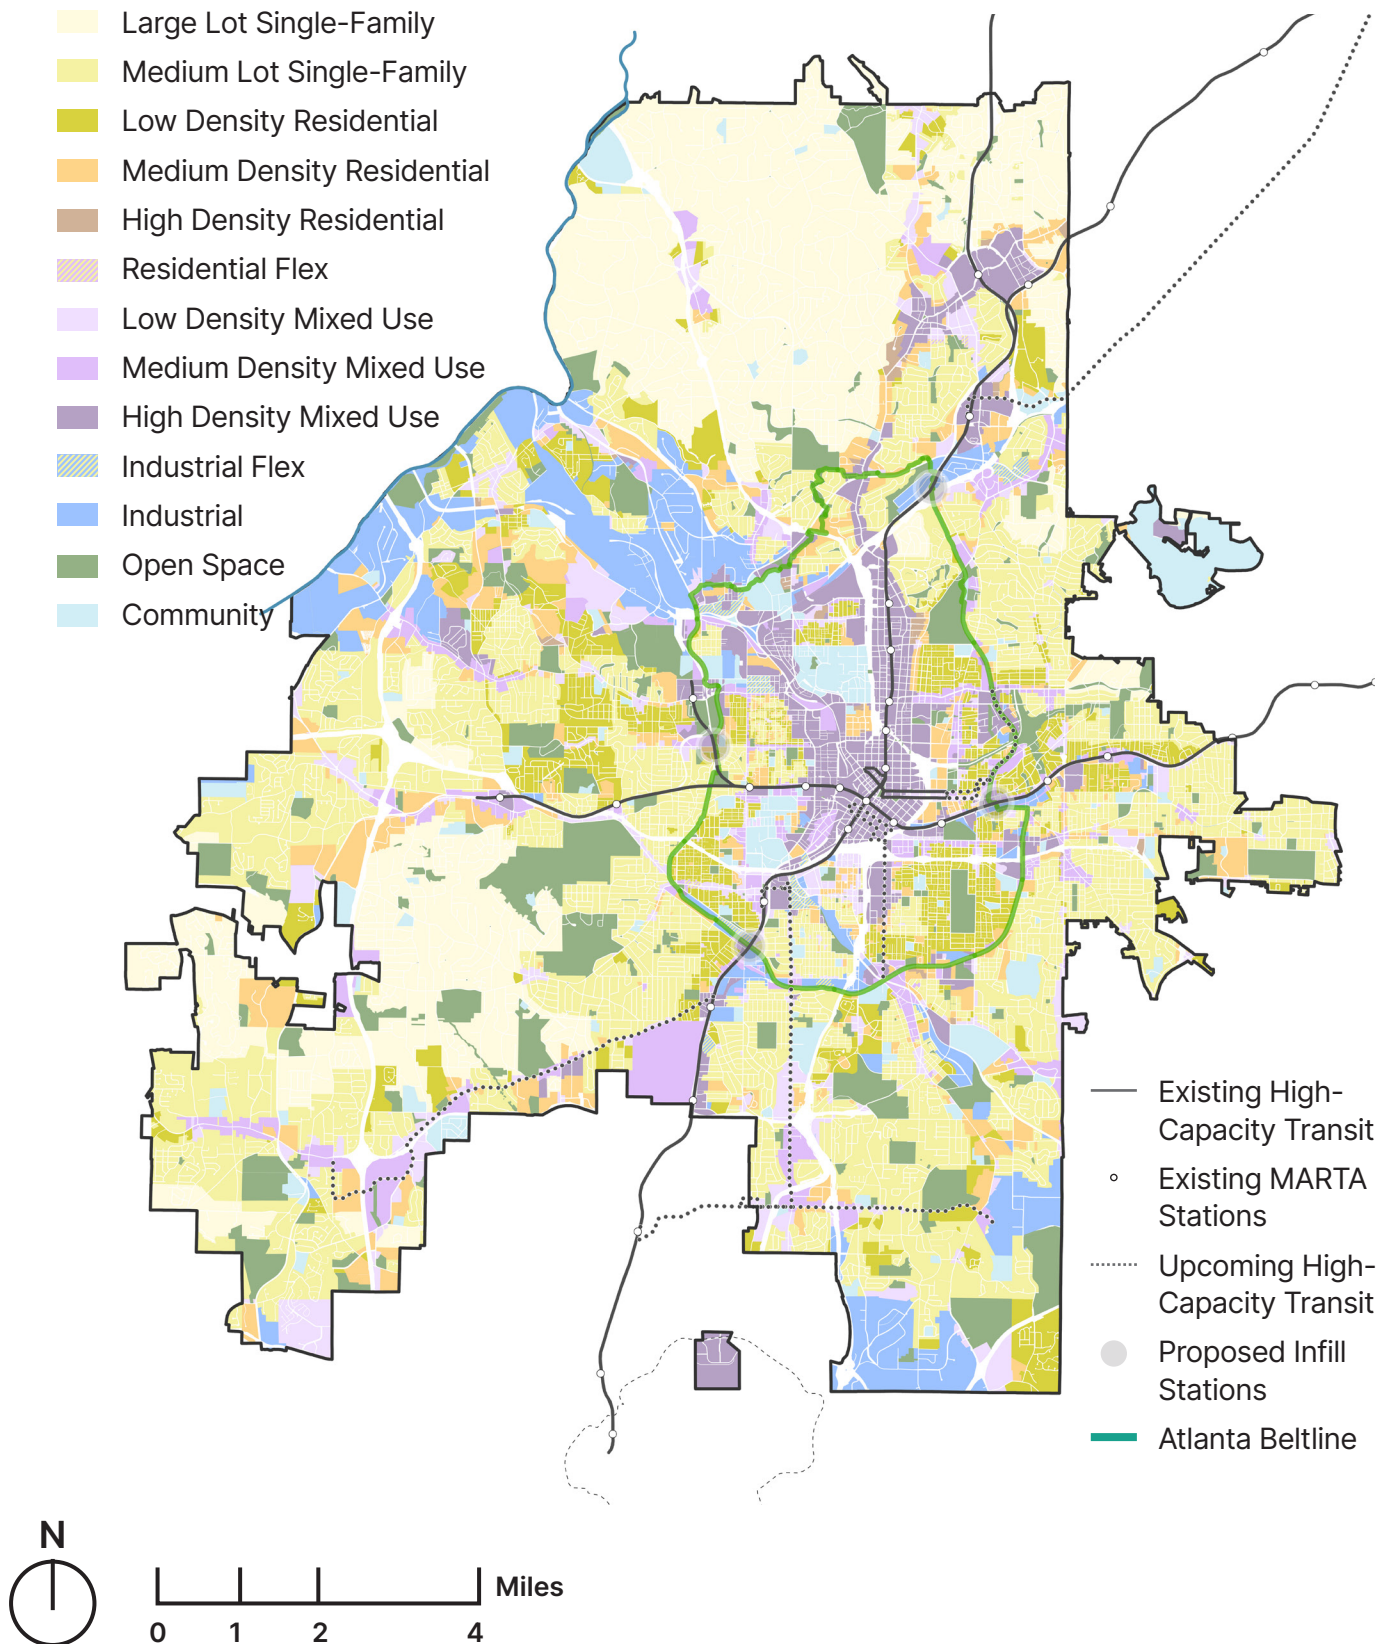 Large Lot Single-Family
Medium Lot Single-Family
Low Density Residential
Medium Density Residential
High Density Residential
Residential Flex
Low Density Mixed Use
Medium Density Mixed Use
High Density Mixed Use
Industrial Flex
Industrial
Open Space
Community
Existing High-
Capacity Transit
Existing MARTA
Stations
Upcoming High-
Capacity Transit
Proposed Infill
Stations
Atlanta Beltline
N
Miles
0 1 2 4